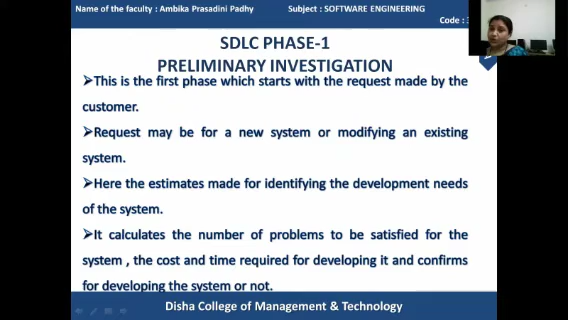 Name of the faculty : Ambika Prasadini Padhy Subject : SOFTWARE ENGINEERING
Code : 3
SDLC PHASE-1
PRELIMINARY INVESTIGATION
➢This is the first phase which starts with the request made by the
customer.
➢Request may be for a new system or modifying an existing
system.
➢Here the estimates made for identifying the development needs
of the system.
➢It calculates the number of problems to be satisfied for the
system , the cost and time required for developing it and confirms
for developing the system or not.
Disha College of Management & Technology